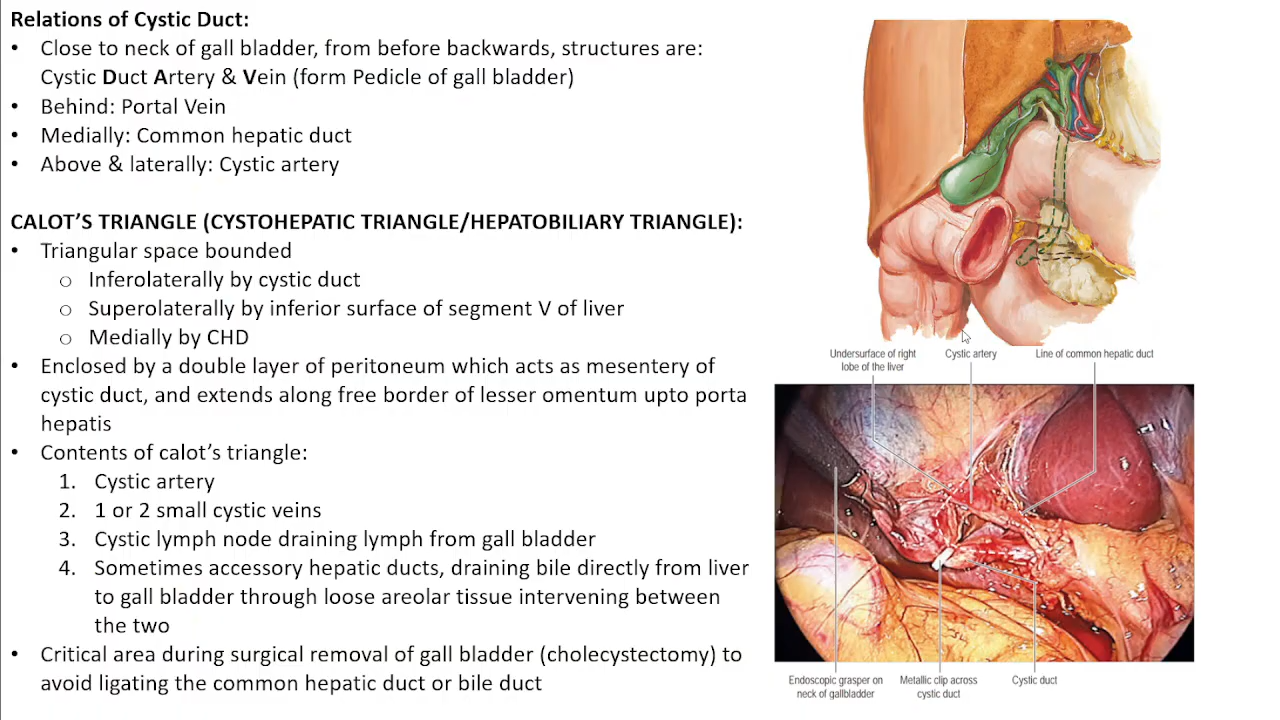 Relations of Cystic Duct:
• Close to neck of gall bladder, from before backwards, structures are:
Cystic Duct Artery & Vein (form Pedicle of gall bladder)
• Behind: Portal Vein
• Medially: Common hepatic duct
• Above & laterally: Cystic artery
CALOT’S TRIANGLE (CYSTOHEPATIC TRIANGLE/HEPATOBILIARY TRIANGLE):
• Triangular space bounded
o Inferolaterally by cystic duct
o Superolaterally by inferior surface of segment V of liver
o Medially by CHD
• Enclosed by a double layer of peritoneum which acts as mesentery of
cystic duct, and extends along free border of lesser omentum upto porta
hepatis
• Contents of calot’s triangle:
1. Cystic artery
2. 1 or 2 small cystic veins
3. Cystic lymph node draining lymph from gall bladder
4. Sometimes accessory hepatic ducts, draining bile directly from liver
to gall bladder through loose areolar tissue intervening between
the two
• Critical area during surgical removal of gall bladder (cholecystectomy) to
avoid ligating the common hepatic duct or bile duct
Undersurface of right
lobe of the liver
Cystic artery
Line of common hepatic duct
Endoscopic grasper on
neck of gallbladder
Metallic clip across
cystic duct
Cystic duct